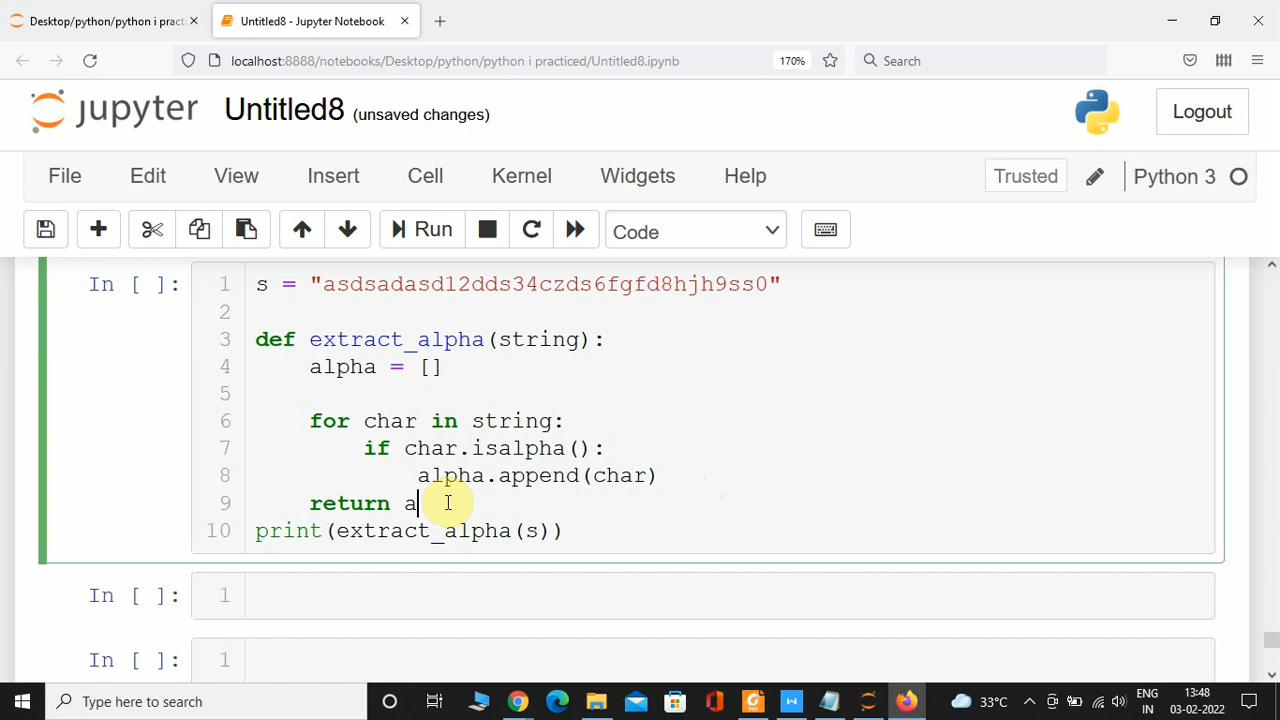 Desktop/python/python i practi
Untitled8 - Jupyter Notebook
localhost:8888/notebooks/Desktop/python/python i practiced/Untitled8.ipynb
170%
Search
jupyter
Untitled8 (unsaved changes)
Logout
File Edit View Insert Cell Kernel Widgets Help
Trusted
Python 3
Run
Code
In [ ]:
1 s = "asdsadasd12dds34czds6fgfd8hjh9ss0"
2
3 def extract_alpha(string):
4     alpha = []
5
6     for char in string:
7         if char.isalpha():
8             alpha.append(char)
9     return a
10 print(extract_alpha(s))
In [ ]: 1
In [ ]: 1
Type here to search
33°C
ENG
IN
13:48
03-02-2022